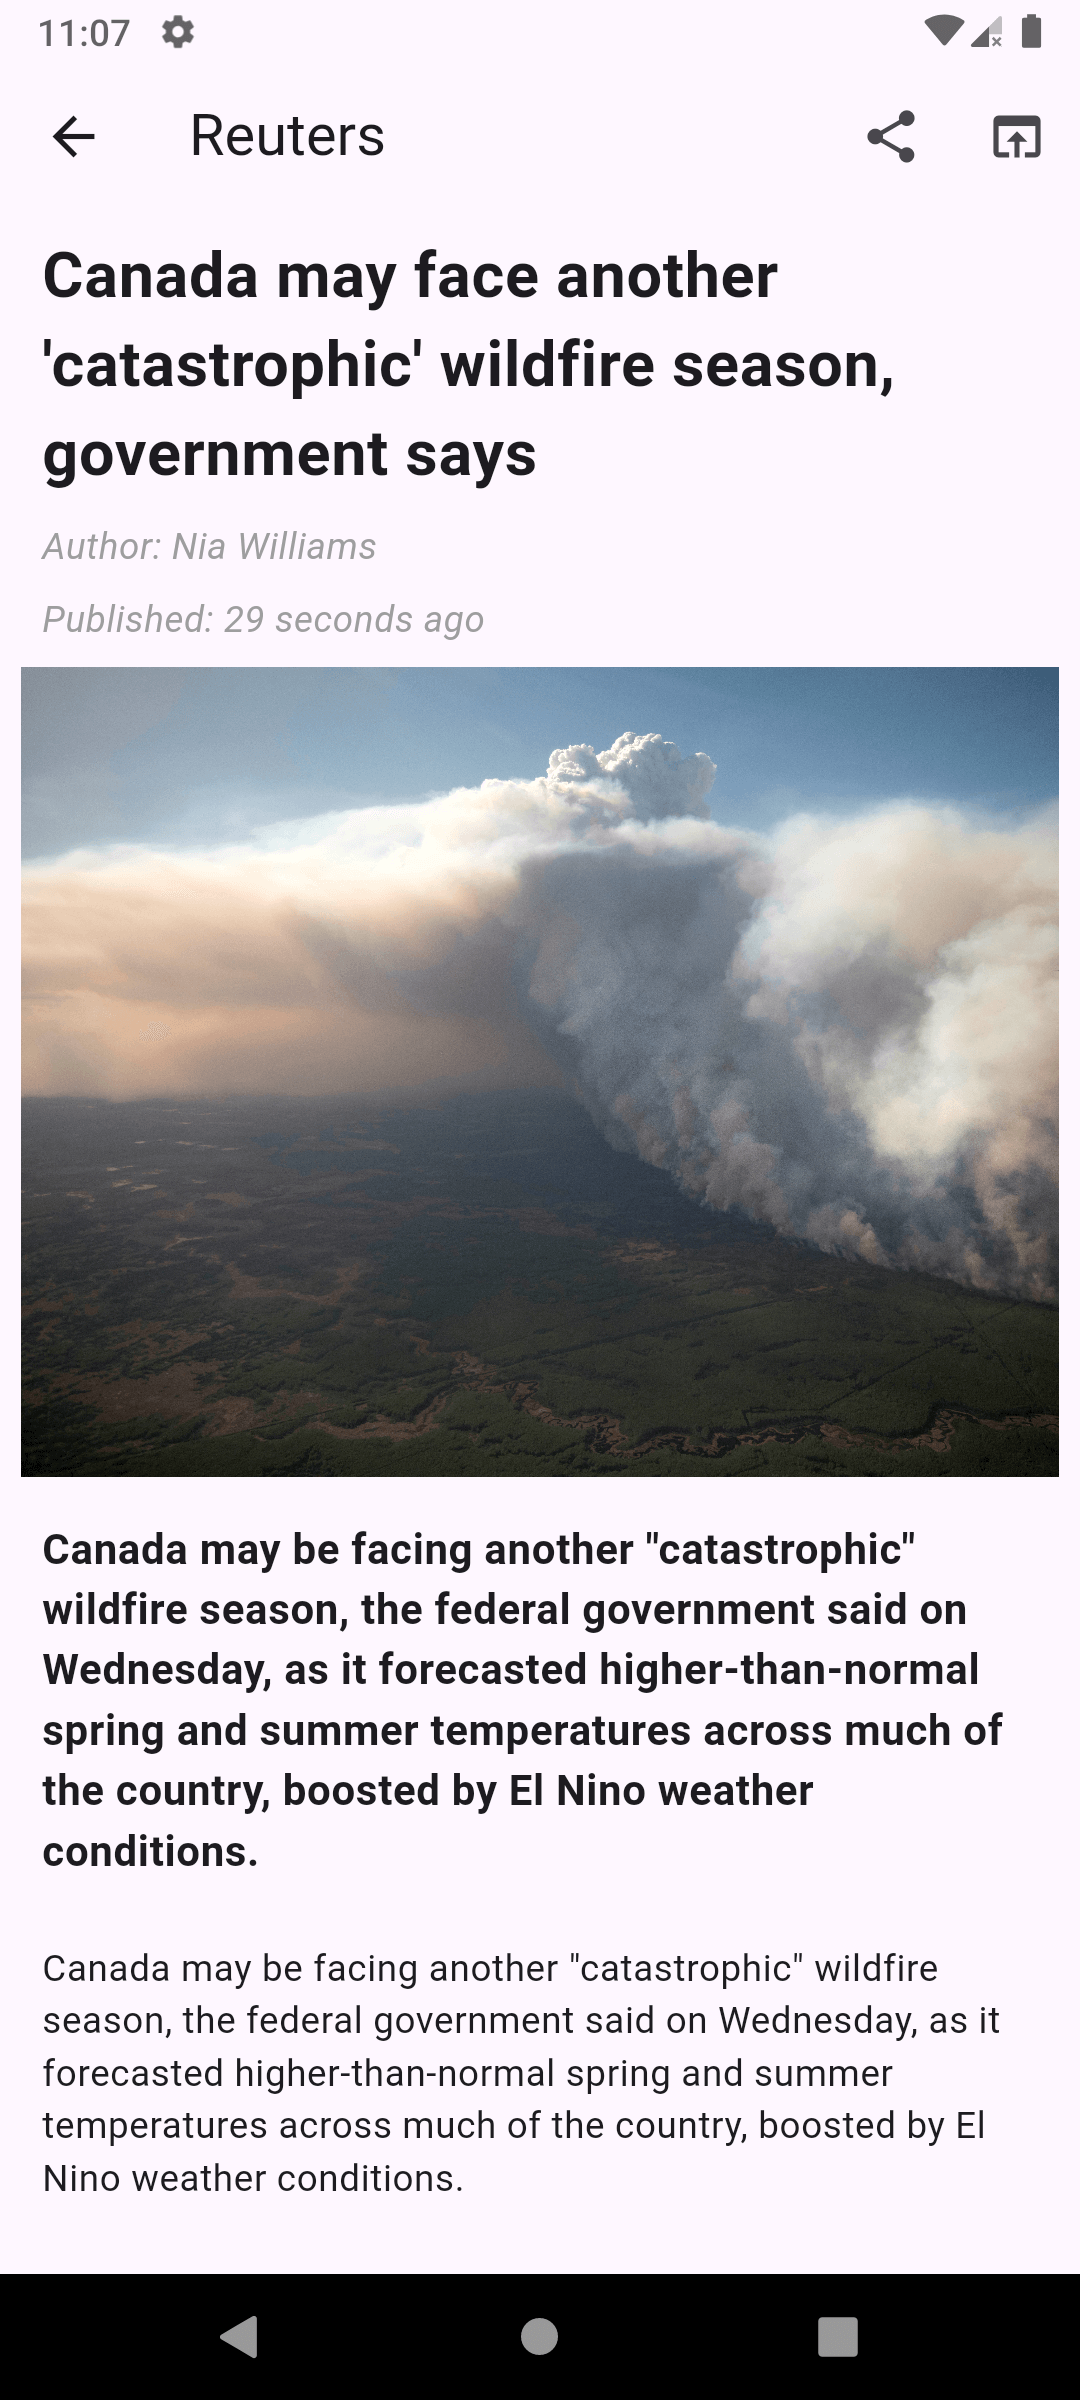 11:07
Reuters
Canada may face another
'catastrophic' wildfire season,
government says
Author: Nia Williams
Published: 29 seconds ago
Canada may be facing another "catastrophic"
wildfire season, the federal government said on
Wednesday, as it forecasted higher-than-normal
spring and summer temperatures across much of
the country, boosted by El Nino weather
conditions.
Canada may be facing another "catastrophic" wildfire
season, the federal government said on Wednesday, as it
forecasted higher-than-normal spring and summer
temperatures across much of the country, boosted by El
Nino weather conditions.